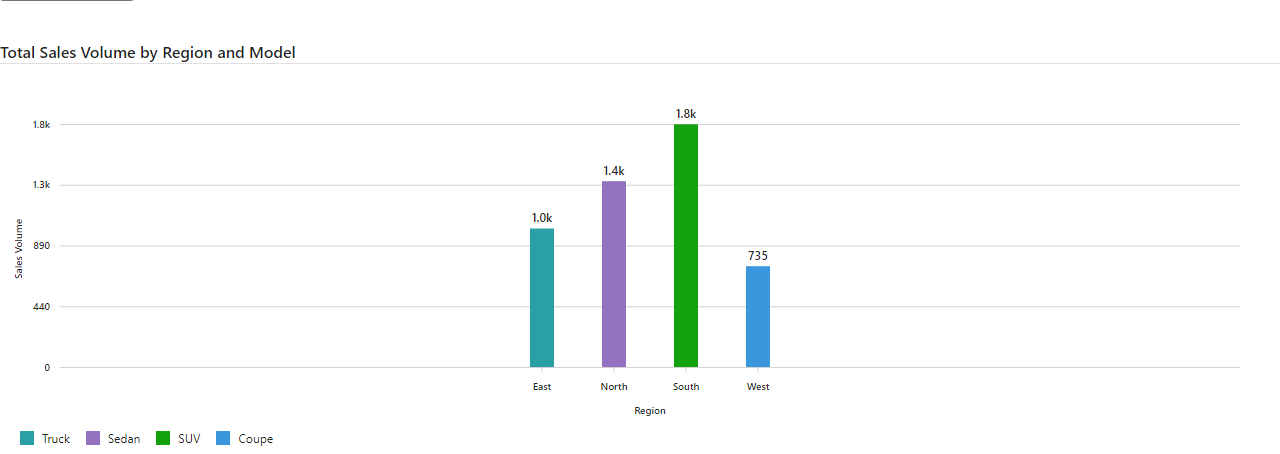 Total Sales Volume by Region and Model
1.8k
1.8k
1.4k
1.3k
1.0k
890
735
440
0
Sales Volume
East North South West
Region
Truck Sedan SUV Coupe